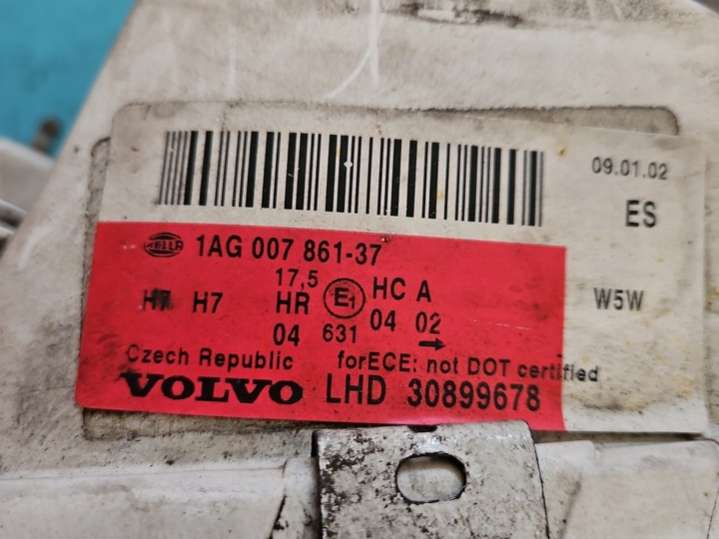 09.01.02
ES
HELLA 1AG 007 861-37
17,5
H7 H7 HR E1 HC A W5W
04 631 04 02 →
Czech Republic forECE: not DOT certified
VOLVO LHD 30899678